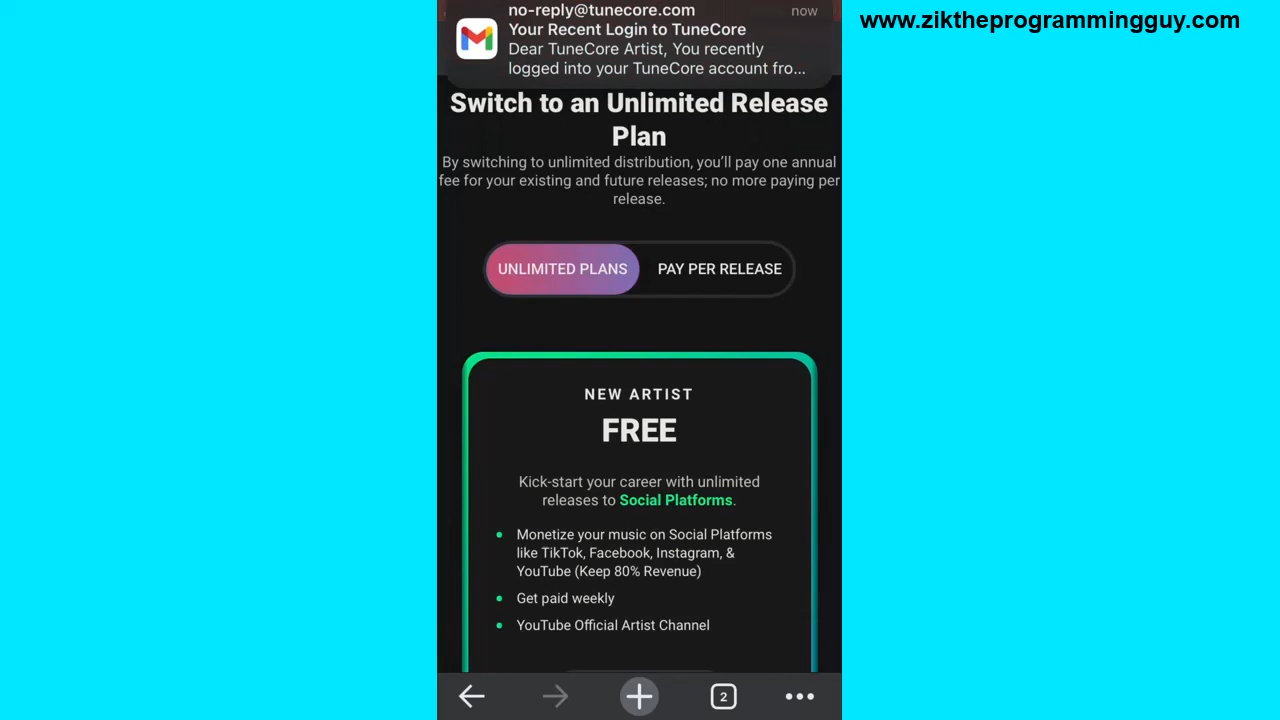 no-reply@tunecore.com
now
www.ziktheprogrammingguy.com
Your Recent Login to TuneCore
Dear TuneCore Artist, You recently
logged into your TuneCore account fro...
Switch to an Unlimited Release
Plan
By switching to unlimited distribution, you’ll pay one annual
fee for your existing and future releases; no more paying per
release.
UNLIMITED PLANS
PAY PER RELEASE
NEW ARTIST
FREE
Kick-start your career with unlimited
releases to Social Platforms.
Monetize your music on Social Platforms
like TikTok, Facebook, Instagram, &
YouTube (Keep 80% Revenue)
Get paid weekly
YouTube Official Artist Channel
2